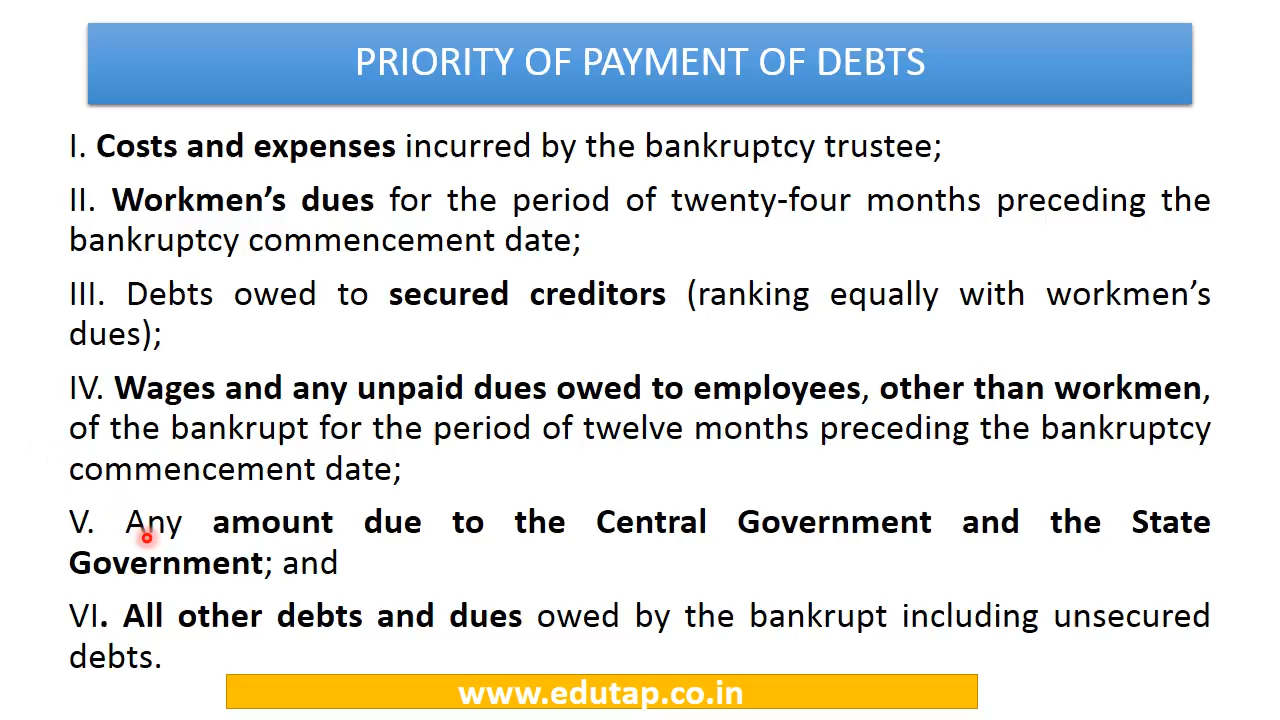 PRIORITY OF PAYMENT OF DEBTS
I. Costs and expenses incurred by the bankruptcy trustee;
II. Workmen’s dues for the period of twenty-four months preceding the
bankruptcy commencement date;
III. Debts owed to secured creditors (ranking equally with workmen’s
dues);
IV. Wages and any unpaid dues owed to employees, other than workmen,
of the bankrupt for the period of twelve months preceding the bankruptcy
commencement date;
V. Any amount due to the Central Government and the State
Government; and
VI. All other debts and dues owed by the bankrupt including unsecured
debts.
www.edutap.co.in